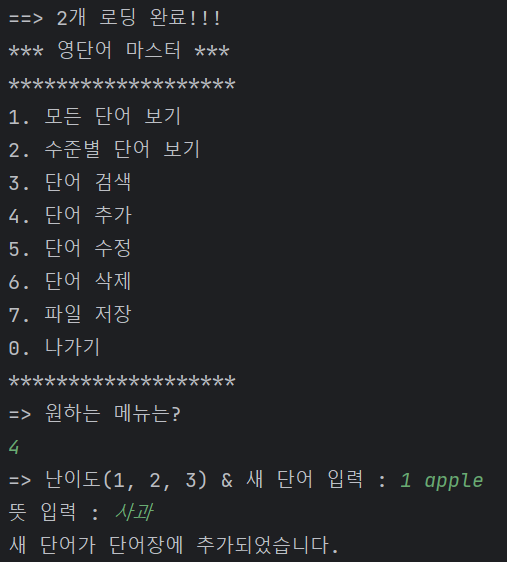 ==> 2개 로딩 완료!!!
*** 영단어 마스터 ***
*******************
1. 모든 단어 보기
2. 수준별 단어 보기
3. 단어 검색
4. 단어 추가
5. 단어 수정
6. 단어 삭제
7. 파일 저장
0. 나가기
*******************
=> 원하는 메뉴는?
4
=> 난이도(1, 2, 3) & 새 단어 입력 : 1 apple
뜻 입력 : 사과
새 단어가 단어장에 추가되었습니다.